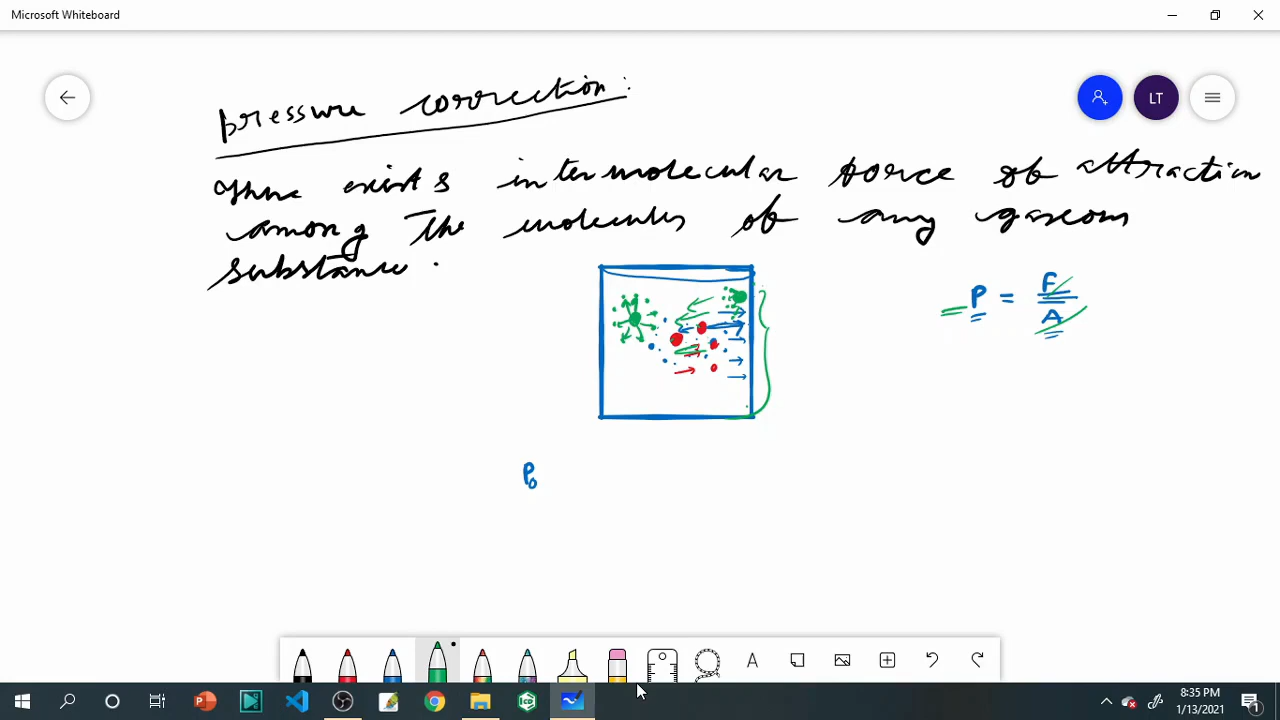 Microsoft Whiteboard
LT
pressure correction:
There exists intermolecular force of attraction
among the molecules of any gaseous
substance.
P = F/A
P₀
A
8:35 PM
1/13/2021